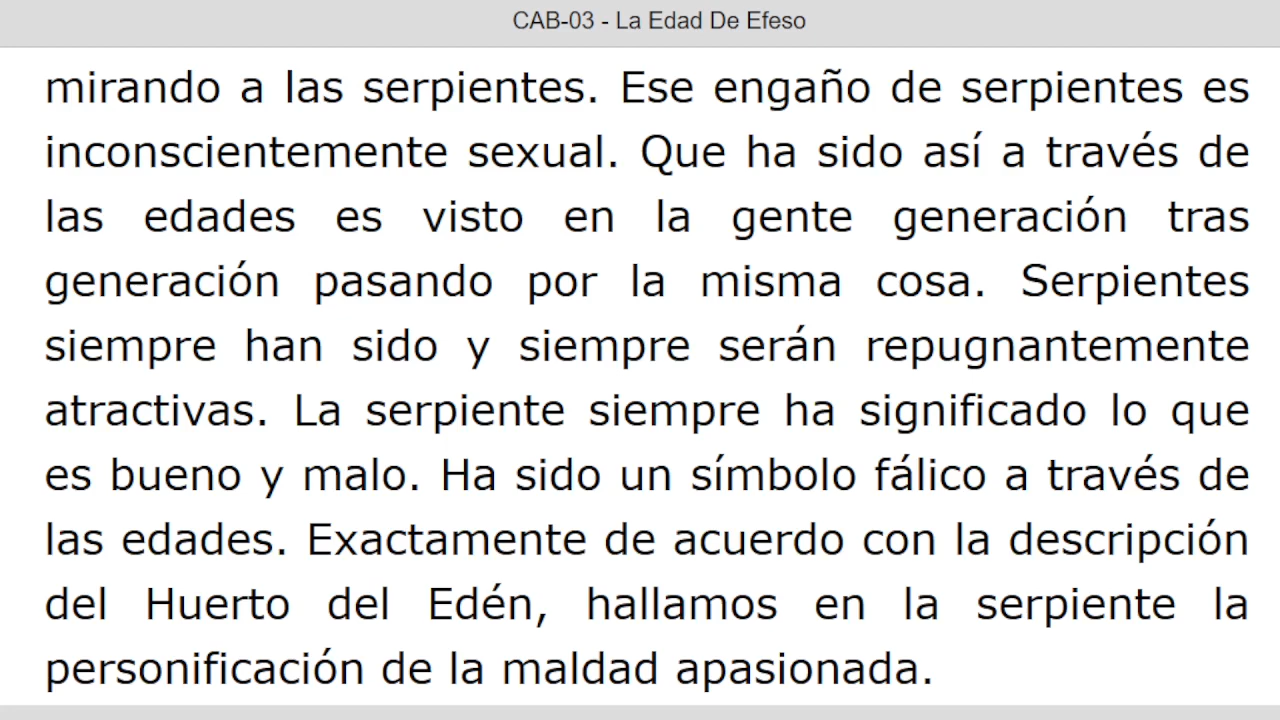 CAB-03 - La Edad De Efeso
mirando a las serpientes. Ese engaño de serpientes es
inconscientemente sexual. Que ha sido así a través de
las edades es visto en la gente generación tras
generación pasando por la misma cosa. Serpientes
siempre han sido y siempre serán repugnantemente
atractivas. La serpiente siempre ha significado lo que
es bueno y malo. Ha sido un símbolo fálico a través de
las edades. Exactamente de acuerdo con la descripción
del Huerto del Edén, hallamos en la serpiente la
personificación de la maldad apasionada.